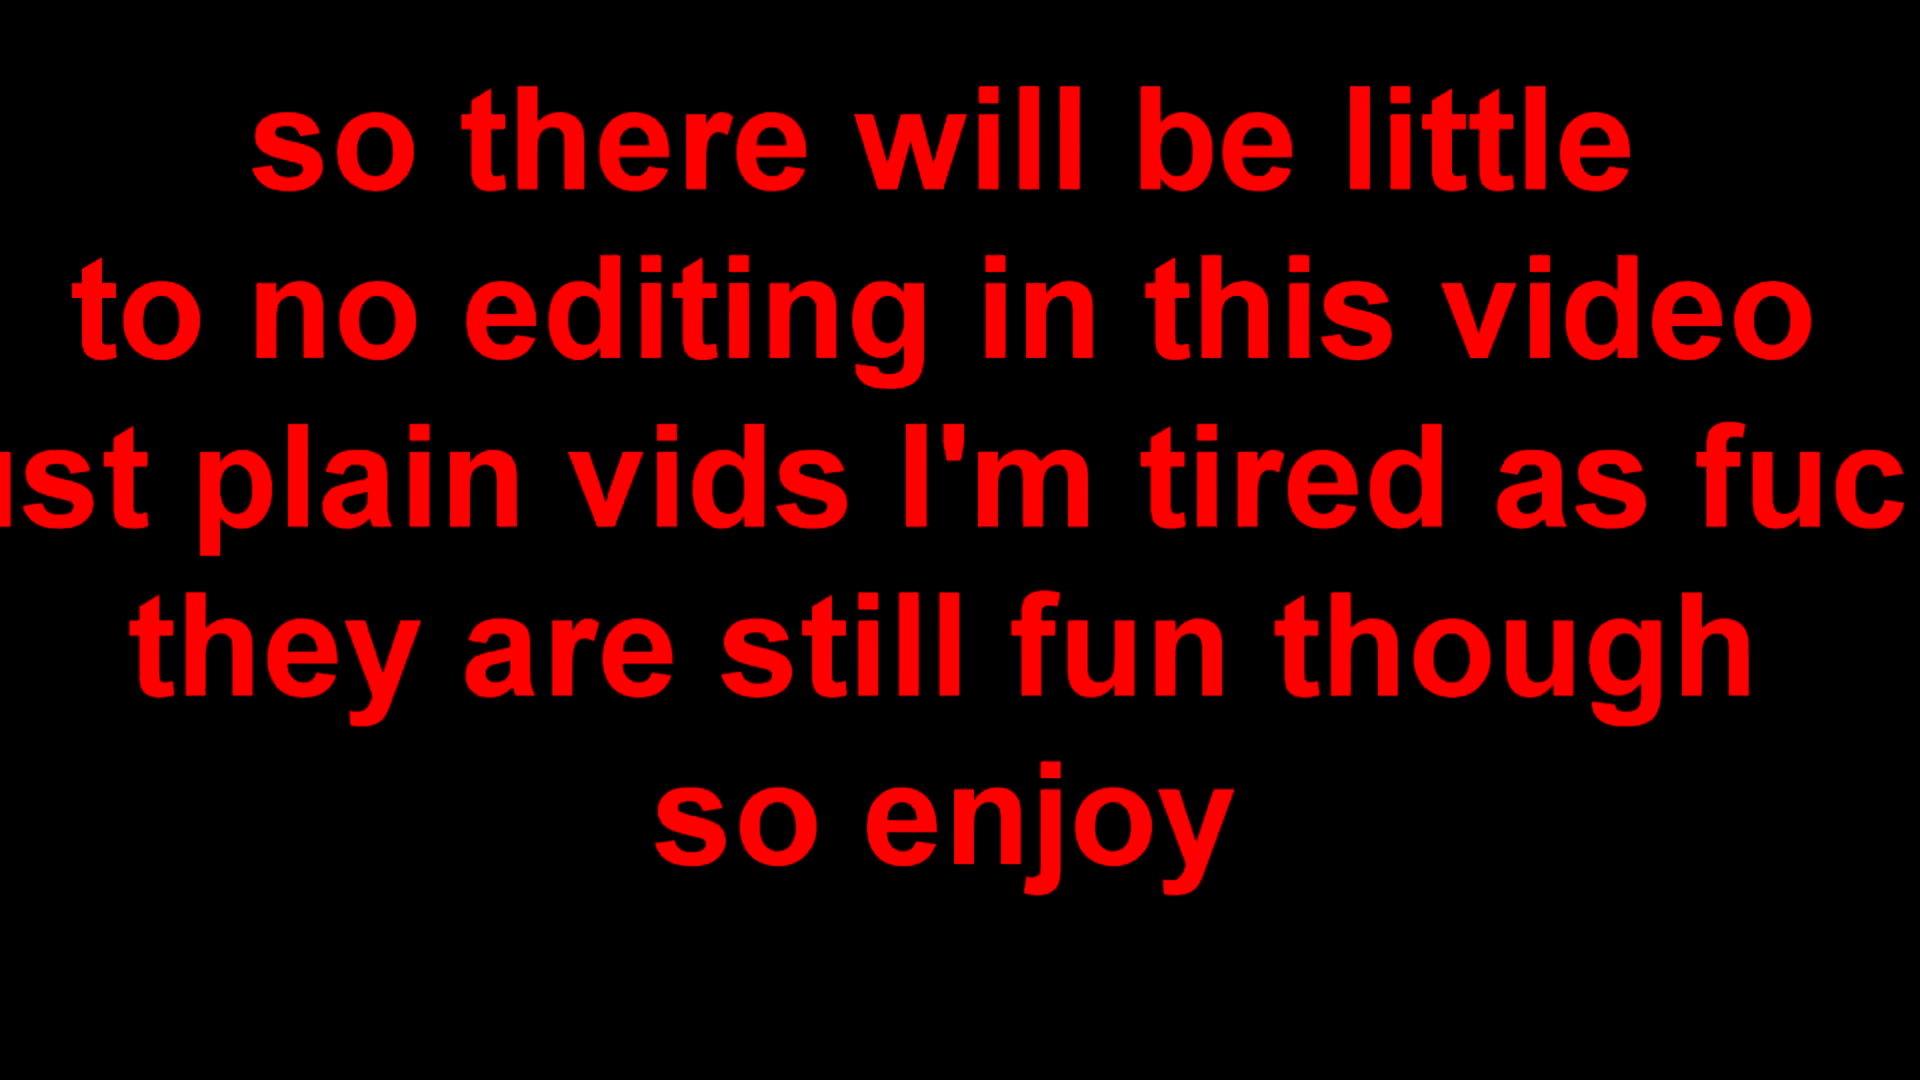 so there will be little
to no editing in this video
ust plain vids I'm tired as fuc
they are still fun though
so enjoy